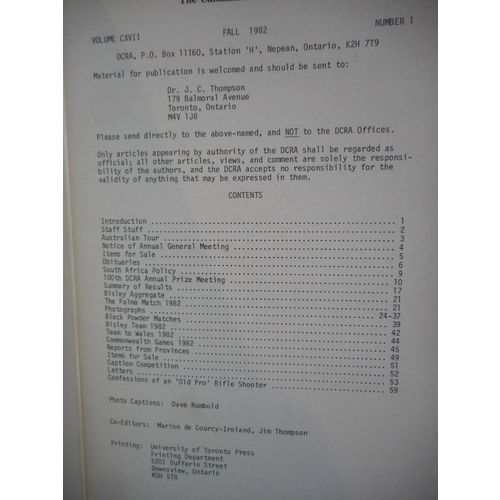 The Canadian
VOLUME CXVII FALL 1982 NUMBER 1
DCRA, P.O. Box 11160, Station 'H', Nepean, Ontario, K2H 7T9
Material for publication is welcomed and should be sent to:
Dr. J. C. Thompson
179 Balmoral Avenue
Toronto, Ontario
M4V 1J8
Please send directly to the above-named, and NOT to the DCRA Offices.
Only articles appearing by authority of the DCRA shall be regarded as
official; all other articles, views, and comment are solely the responsi-
bility of the authors, and the DCRA accepts no responsibility for the
validity of anything that may be expressed in them.
CONTENTS
Introduction 1
Staff Stuff 2
Australian Tour 3
Notice of Annual General Meeting 4
Items for Sale 5
Obituaries 6
South Africa Policy 9
100th DCRA Annual Prize Meeting 10
Summary of Results 17
Bisley Aggregate 21
The Palma Match 1982 21
Photographs 24-37
Black Powder Matches 39
Bisley Team 1982 42
Team to Wales 1982 44
Commonwealth Games 1982 45
Reports from Provinces 49
Items for Sale 51
Caption Competition 52
Letters 53
Confessions of an 'Old Pro' Rifle Shooter 59
Photo Captions: Dave Rumbold
Co-Editors: Marion de Courcy-Ireland, Jim Thompson
Printing: University of Toronto Press
Printing Department
5201 Dufferin Street
Downsview, Ontario
M3H 5T8